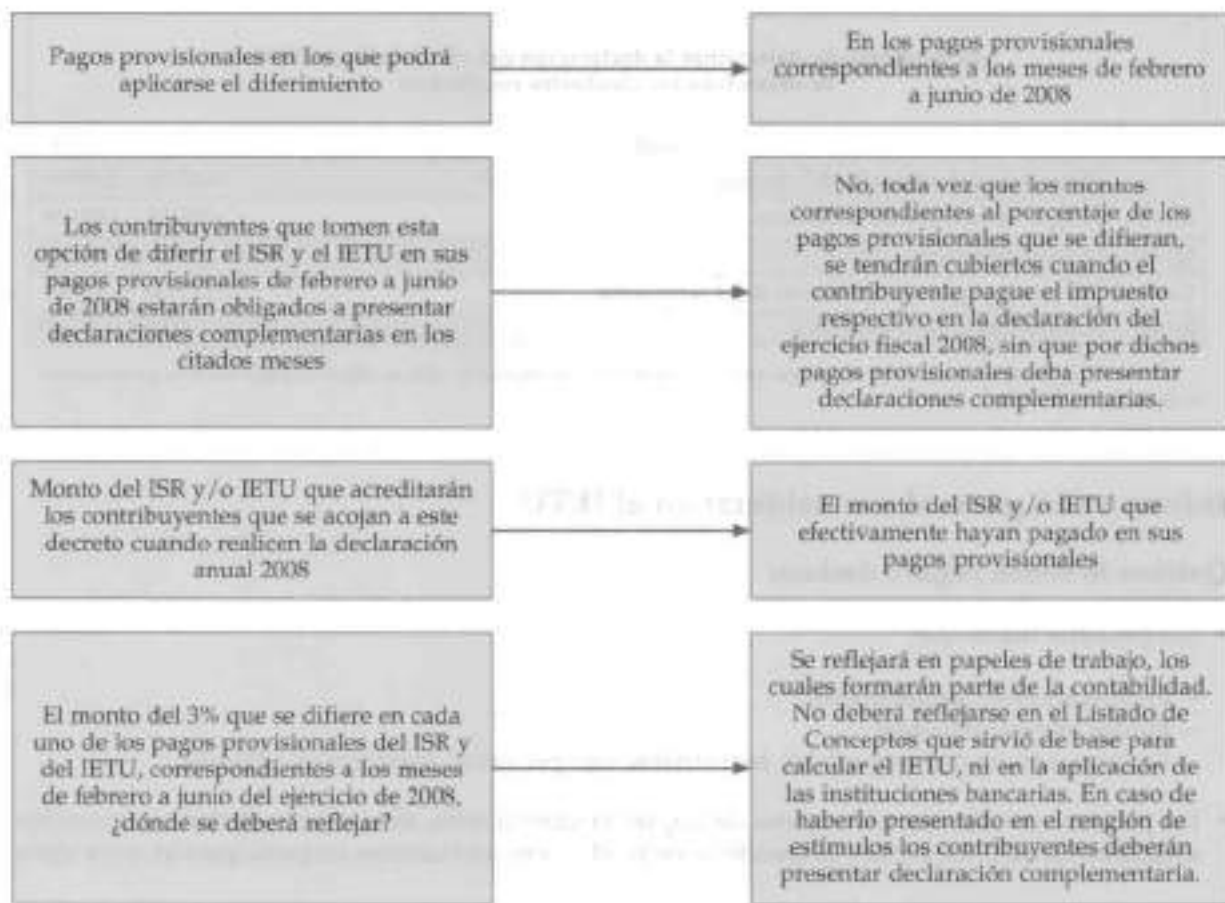 Pagos provisionales en los que podrá
aplicarse el diferimiento
En los pagos provisionales
correspondientes a los meses de febrero
a junio de 2008
Los contribuyentes que tomen esta
opción de diferir el ISR y el IETU en sus
pagos provisionales de febrero a junio
de 2008 estarán obligados a presentar
declaraciones complementarias en los
citados meses
No, toda vez que los montos
correspondientes al porcentaje de los
pagos provisionales que se difieran,
se tendrán cubiertos cuando el
contribuyente pague el impuesto
respectivo en la declaración del
ejercicio fiscal 2008, sin que por dichos
pagos provisionales deba presentar
declaraciones complementarias.
Monto del ISR y/o IETU que acreditarán
los contribuyentes que se acojan a este
decreto cuando realicen la declaración
anual 2008
El monto del ISR y/o IETU que
efectivamente hayan pagado en sus
pagos provisionales
El monto del 3% que se difiere en cada
uno de los pagos provisionales del ISR y
del IETU, correspondientes a los meses
de febrero a junio del ejercicio de 2008,
¿dónde se deberá reflejar?
Se reflejará en papeles de trabajo, los
cuales formarán parte de la contabilidad.
No deberá reflejarse en el Listado de
Conceptos que sirvió de base para
calcular el IETU, ni en la aplicación de
las instituciones bancarias. En caso de
haberlo presentado en el renglón de
estímulos los contribuyentes deberán
presentar declaración complementaria.